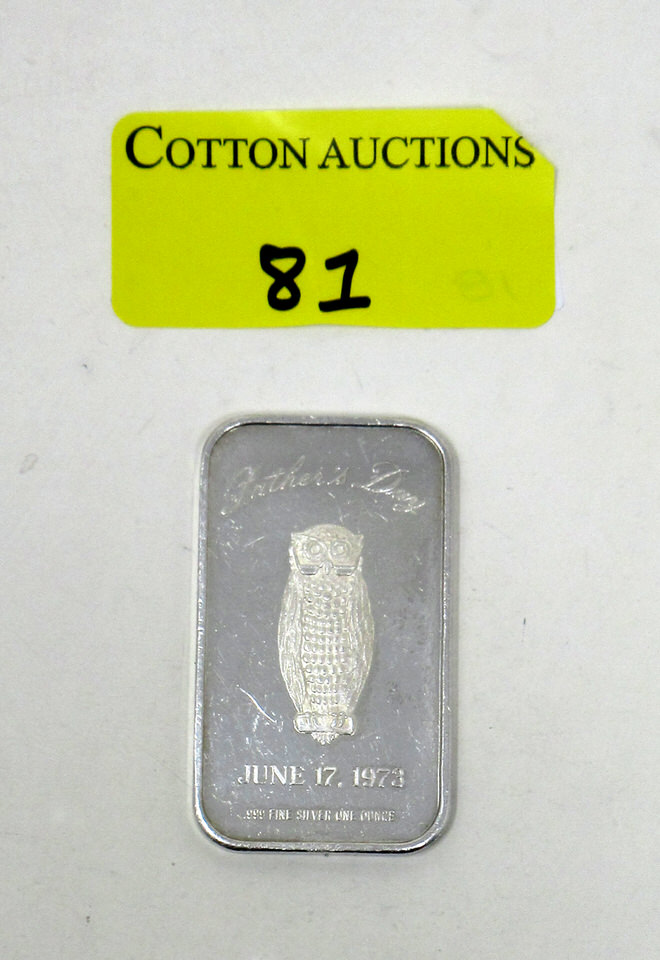 COTTON AUCTIONS
81
Father's Day
JUNE 17, 1973
.999 FINE SILVER ONE OUNCE